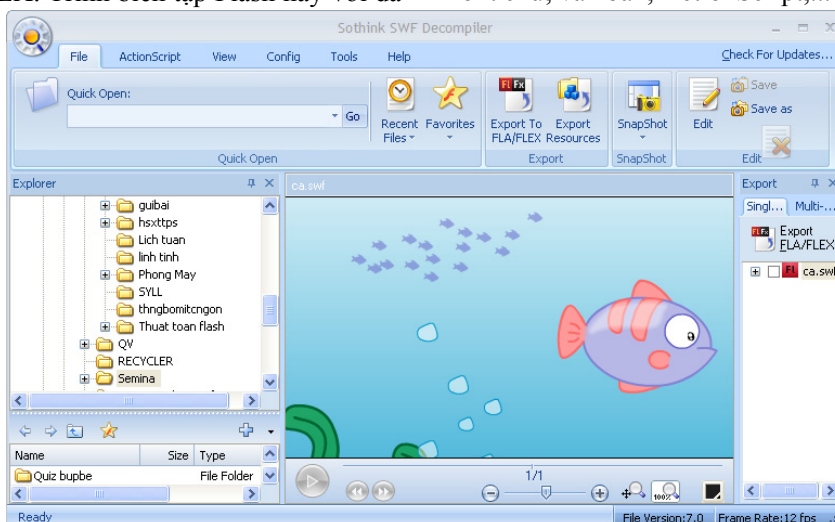 Sothink SWF Decompiler
File ActionScript View Config Tools Help Check For Updates...
Quick Open:
Go
Recent Files
Favorites
Export To FLA/FLEX
Export Resources
SnapShot
Edit
Save
Save as
Quick Open Export SnapShot Edit
Explorer
ca.swf
Export
Singl... Multi-...
Export
FLA/FLEX
ca.swf
guibai
hsxttps
Lich tuan
linh tinh
Phong May
SYLL
thngbomitcngon
Thuat toan flash
QV
RECYCLER
Semina
Name Size Type
Quiz bupbe File Folder
1/1
100%
Ready File Version:7.0 Frame Rate:12 fps